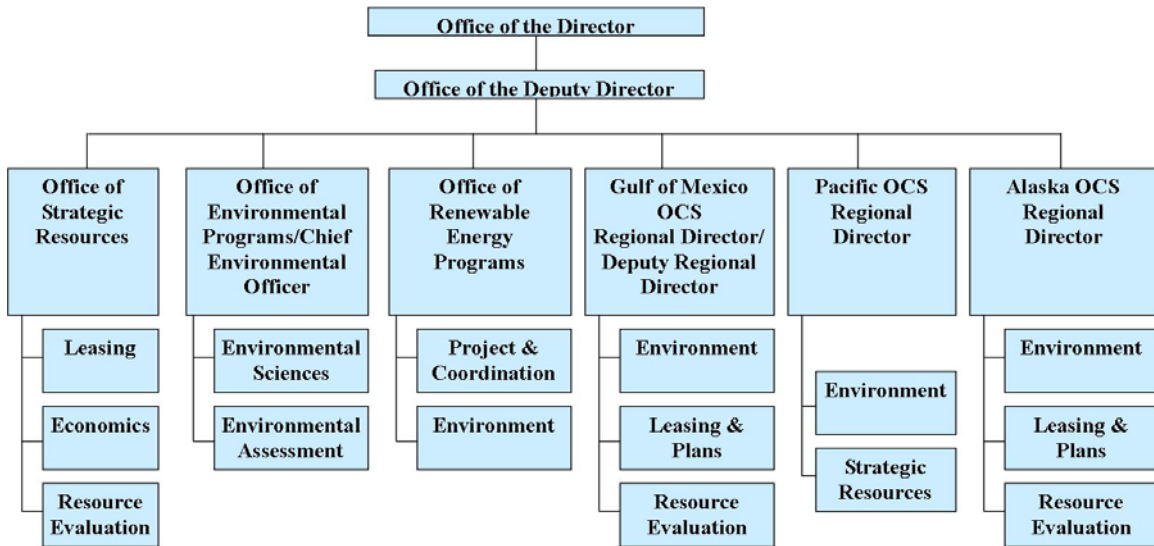 Office of the Director
Office of the Deputy Director
Office of
Strategic
Resources
Leasing
Economics
Resource
Evaluation
Office of
Environmental
Programs/Chief
Environmental
Officer
Environmental
Sciences
Environmental
Assessment
Office of
Renewable
Energy
Programs
Project &
Coordination
Environment
Gulf of Mexico
OCS
Regional Director/
Deputy Regional
Director
Environment
Leasing &
Plans
Resource
Evaluation
Pacific OCS
Regional
Director
Environment
Strategic
Resources
Alaska OCS
Regional
Director
Environment
Leasing &
Plans
Resource
Evaluation